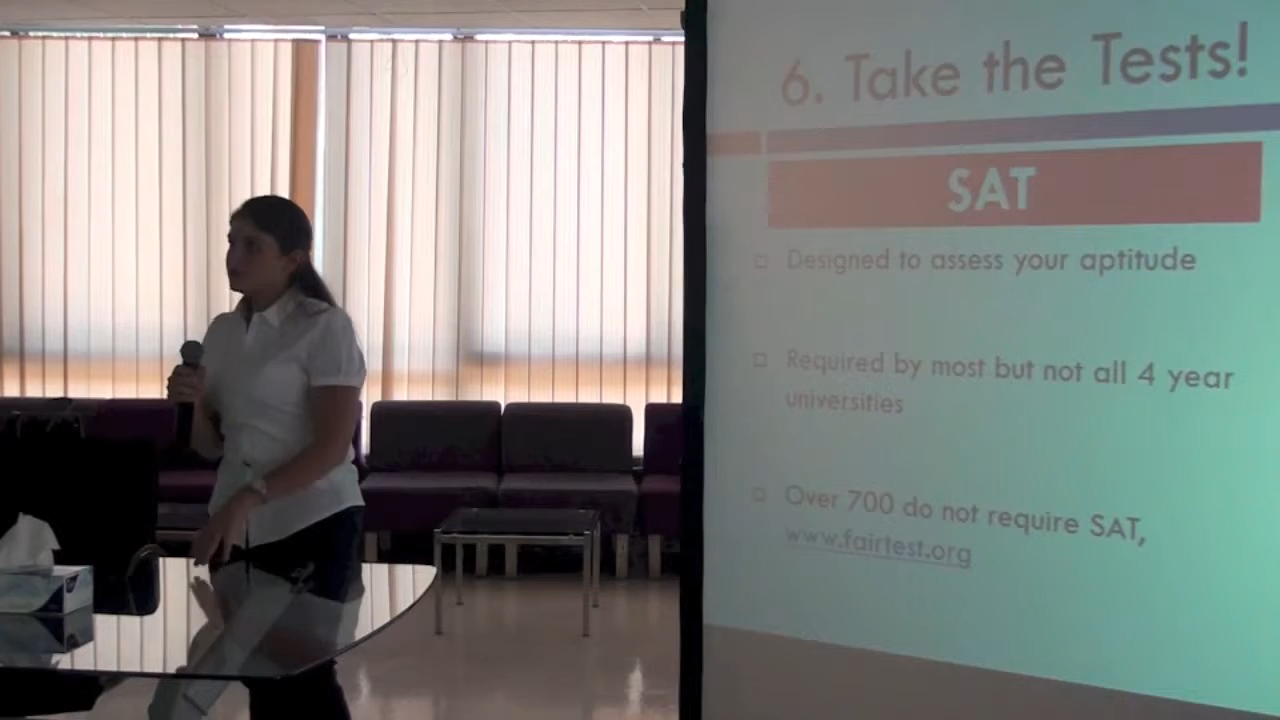 6. Take the Tests!
SAT
Designed to assess your aptitude
Required by most but not all 4 year
universities
Over 700 do not require SAT,
www.fairtest.org